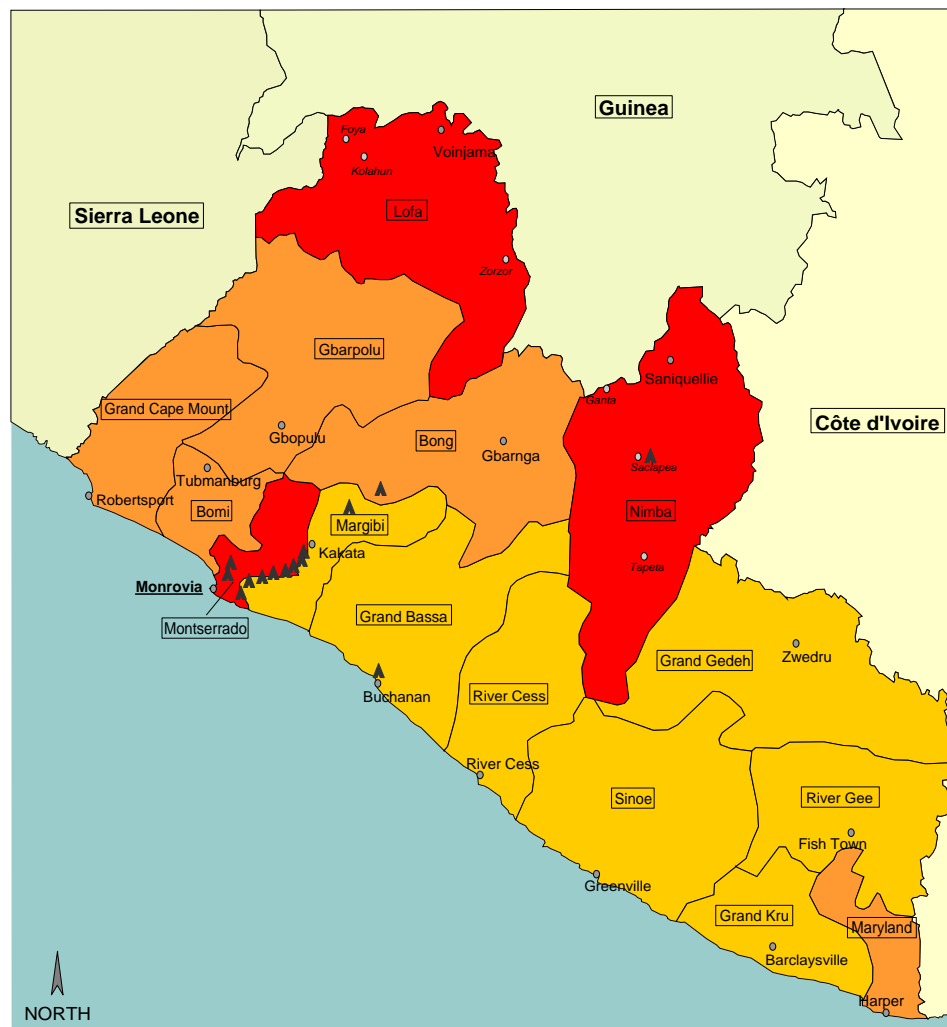 Guinea
Foya
Voinjama
Kolahun
Sierra Leone
Lofa
Zorzor
Gbarpolu
Saniquellie
Ganta
Grand Cape Mount
Côte d'Ivoire
Gbopulu
Bong
Gbarnga
Saclapea
Tubmanburg
Robertsport
Bomi
Nimba
Margibi
Kakata
Tapeta
Monrovia
Montserrado
Grand Bassa
Zwedru
Grand Gedeh
Buchanan
River Cess
River Cess
Sinoe
River Gee
Fish Town
Greenville
Grand Kru
Maryland
Barclaysville
Harper
NORTH